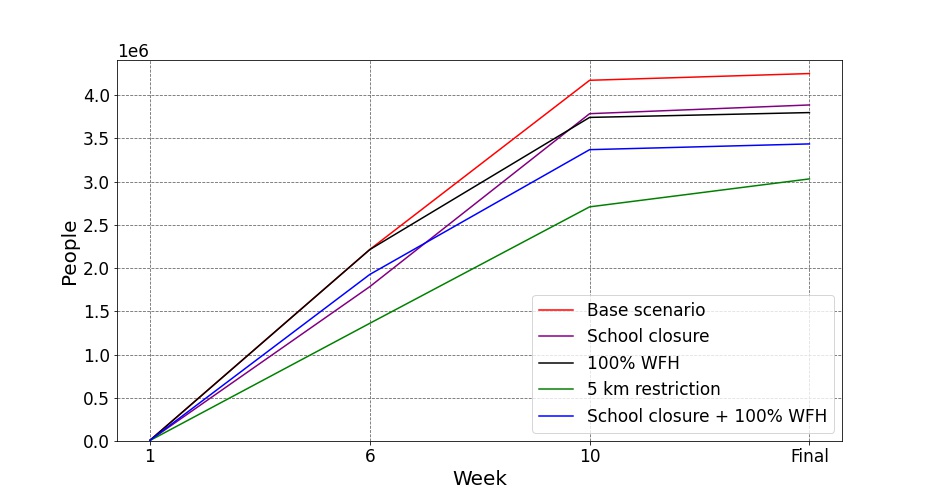 1e6
4.0
3.5
3.0
2.5
2.0
1.5
1.0
0.5
0.0
People
Base scenario
School closure
100% WFH
5 km restriction
School closure + 100% WFH
1 6 10 Final
Week